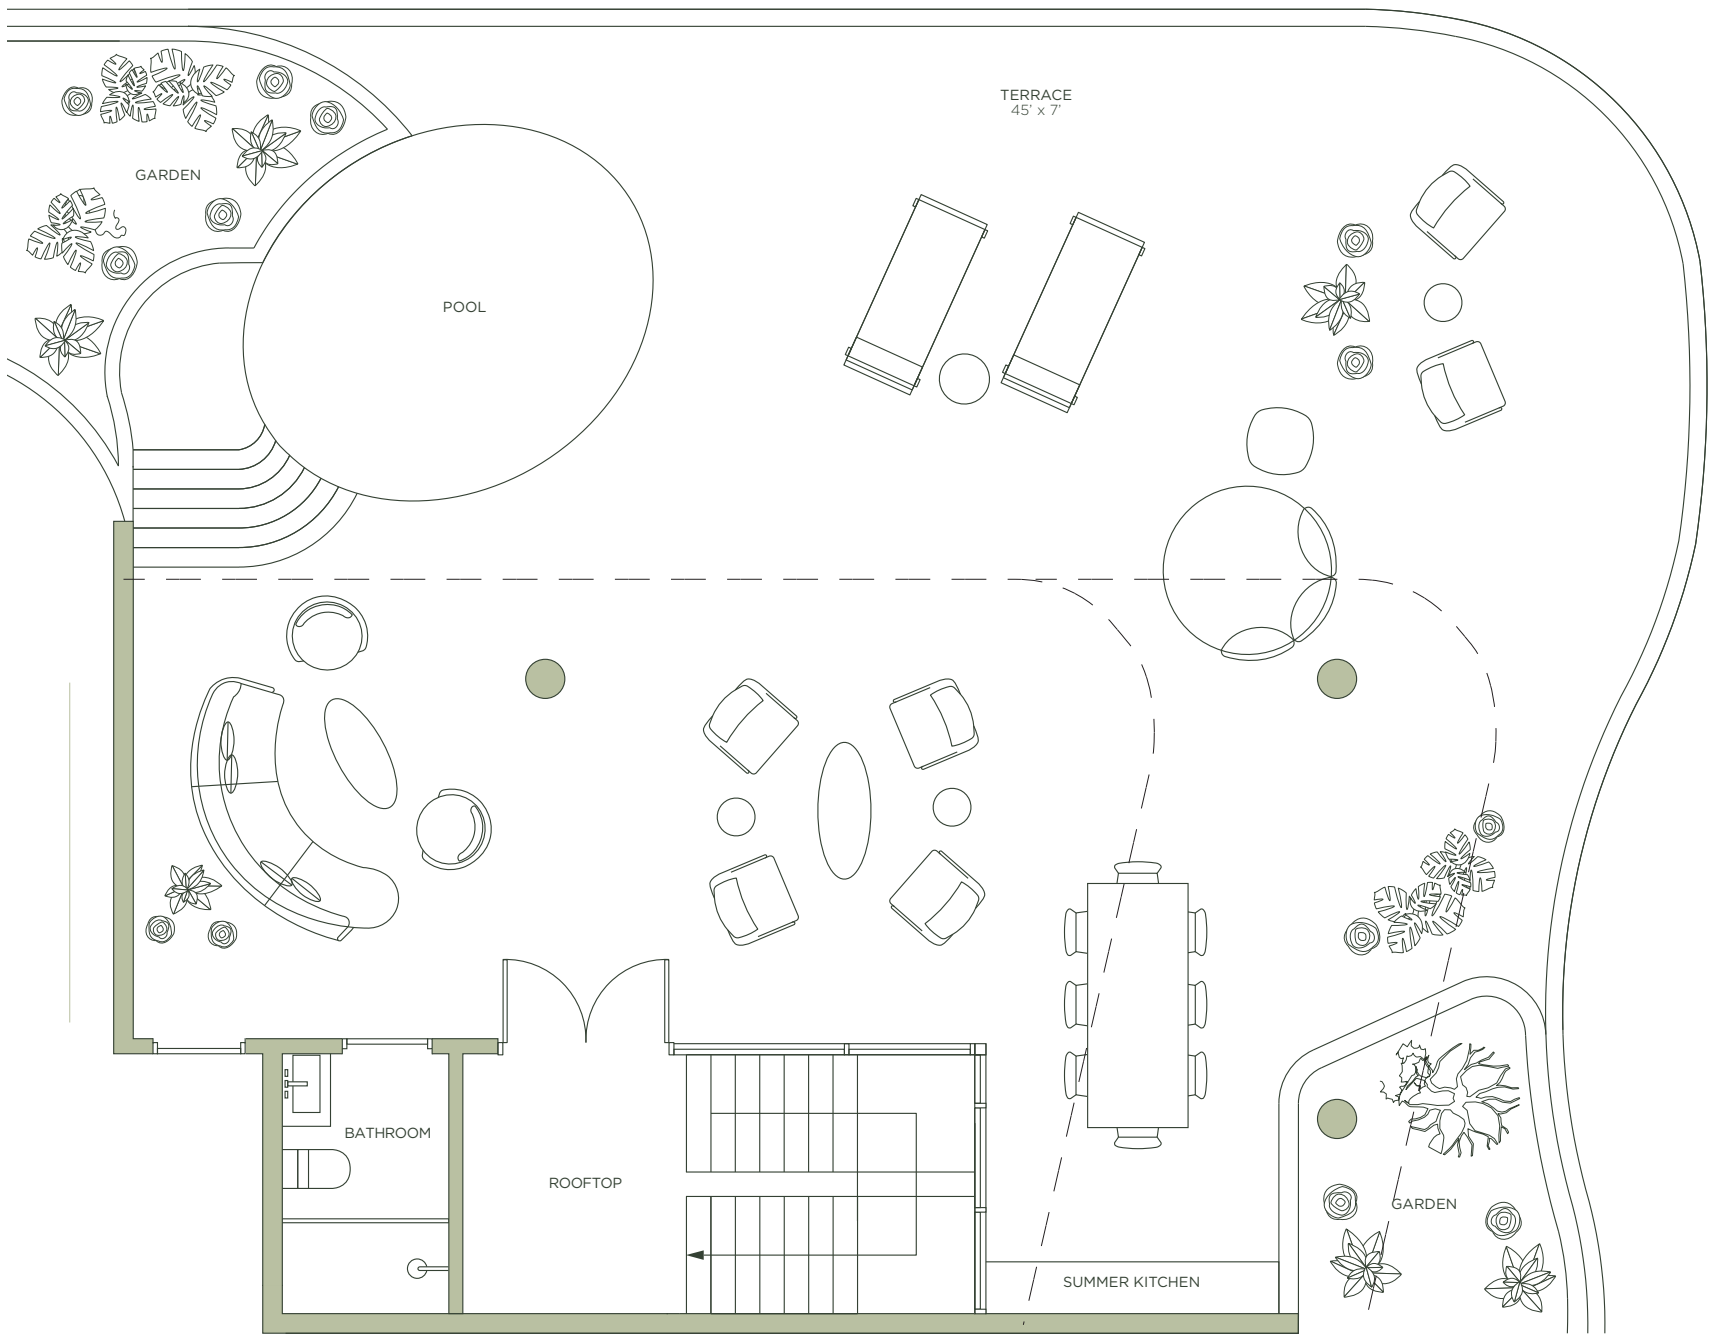 TERRACE
45' x 7'
GARDEN
POOL
BATHROOM
ROOFTOP
GARDEN
SUMMER KITCHEN